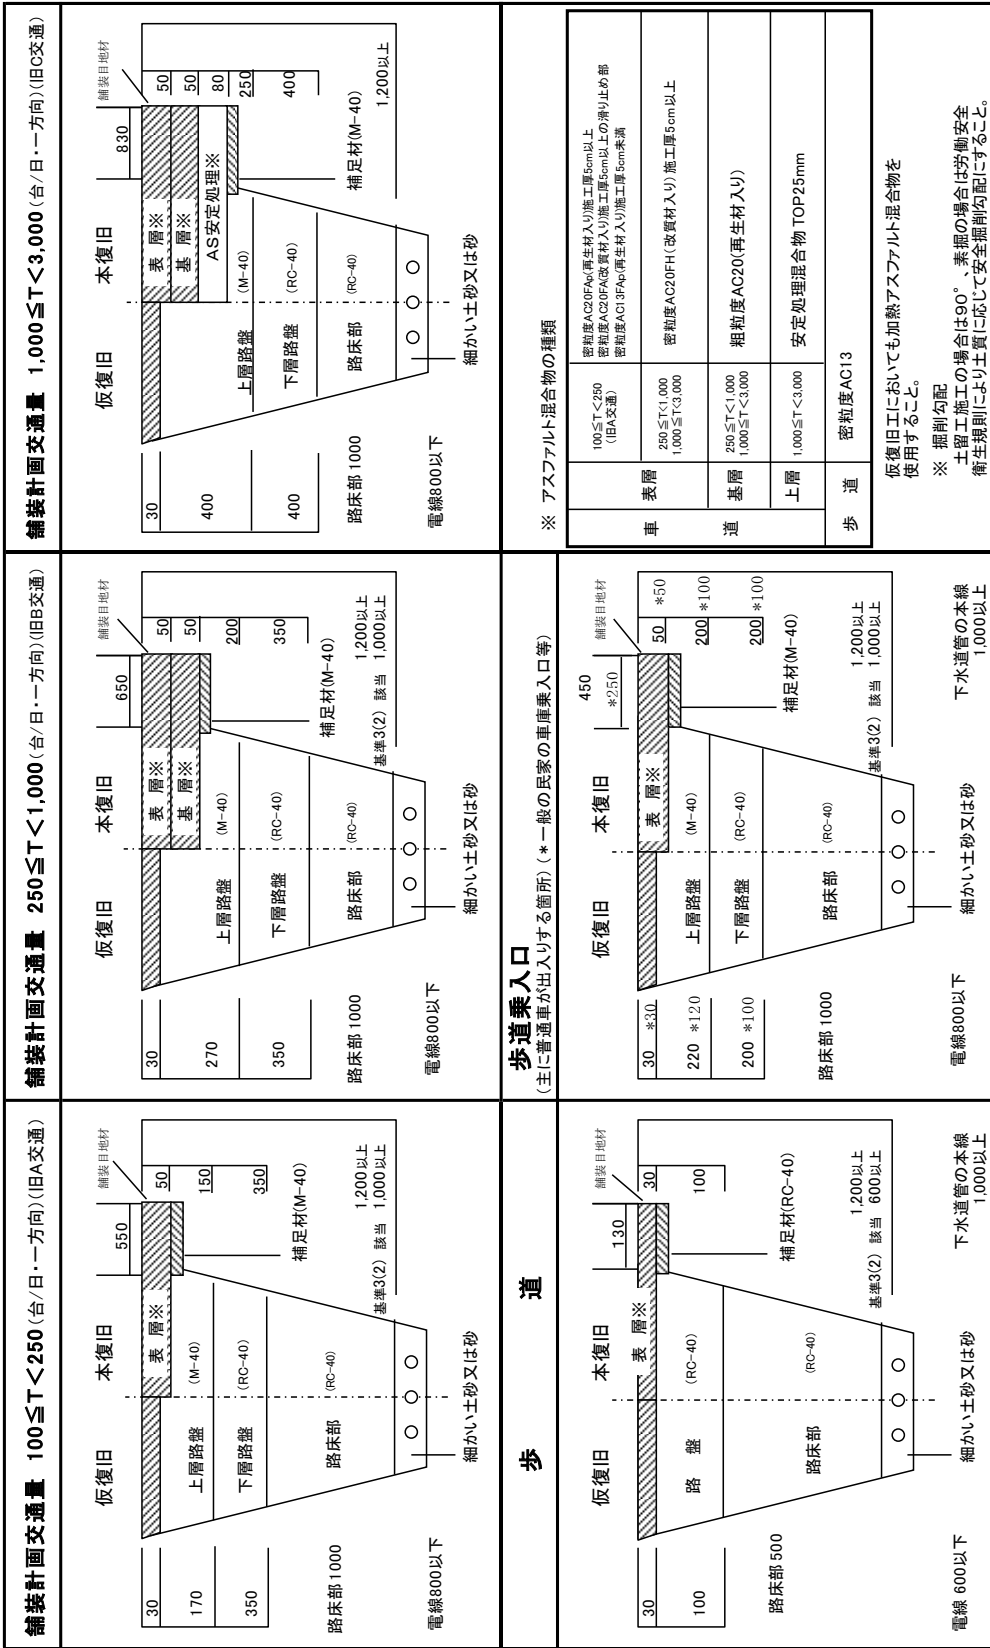 舗装計画交通量 100≦T<250(台/日・一方向)(旧A交通)
仮復旧
本復旧
550
舗装目地材
30
170
350
路床部1000
電線800以下
表 層※
上層路盤
(M-40)
下層路盤
(RC-40)
路床部
(RC-40)
50
150
350
補足材(M-40)
1,200以上
基準3(2) 該当 1,000以上
細かい土砂又は砂
舗装計画交通量 250≦T<1,000(台/日・一方向)(旧B交通)
仮復旧
本復旧
650
舗装目地材
30
270
350
路床部1000
電線800以下
表 層※
基 層※
上層路盤
(M-40)
下層路盤
(RC-40)
路床部
(RC-40)
50
50
200
350
補足材(M-40)
1,200以上
基準3(2) 該当 1,000以上
細かい土砂又は砂
舗装計画交通量 1,000≦T<3,000(台/日・一方向)(旧C交通)
仮復旧
本復旧
830
舗装目地材
30
400
400
路床部1000
電線800以下
表 層※
基 層※
AS安定処理※
上層路盤
(M-40)
下層路盤
(RC-40)
路床部
(RC-40)
50
50
80
250
400
補足材(M-40)
1,200以上
細かい土砂又は砂
歩 道
仮復旧
本復旧
130
舗装目地材
30
100
路床部 500
電線 600以下
表 層※
路 盤
(RC-40)
路床部
(RC-40)
30
100
補足材(RC-40)
1,200以上
基準3(2) 該当 600以上
細かい土砂又は砂
下水道管の本線
1,000以上
歩道乗入口
(主に普通車が出入りする箇所)(*一般の民家の車庫乗入口等)
仮復旧
本復旧
450
*250
舗装目地材
30 *30
220 *120
200 *100
路床部1000
電線800以下
表 層※
上層路盤
(M-40)
下層路盤
(RC-40)
路床部
(RC-40)
50 *50
200 *100
200 *100
補足材(M-40)
1,200以上
基準3(2) 該当 1,000以上
細かい土砂又は砂
下水道管の本線
1,000以上
※ アスファルト混合物の種類
車 道
表層
100≦T<250
(旧A交通)
密粒度AC20FAp(再生材入り)施工厚5cm以上
密粒度AC20FA(改質材入り)施工厚5cm以上の滑り止め部
密粒度AC13FAp(再生材入り)施工厚5cm未満
250≦T<1,000
1,000≦T<3,000
密粒度AC20FH(改質材入り)施工厚5cm以上
基層
250≦T<1,000
1,000≦T<3,000
粗粒度AC20(再生材入り)
上層
1,000≦T<3,000
安定処理混合物 TOP25mm
歩 道
密粒度AC13
仮復旧工においても加熱アスファルト混合物を
使用すること。
※ 掘削勾配
土留工施工の場合は90°、素掘の場合は労働安全
衛生規則により土質に応じて安全掘削勾配にすること。